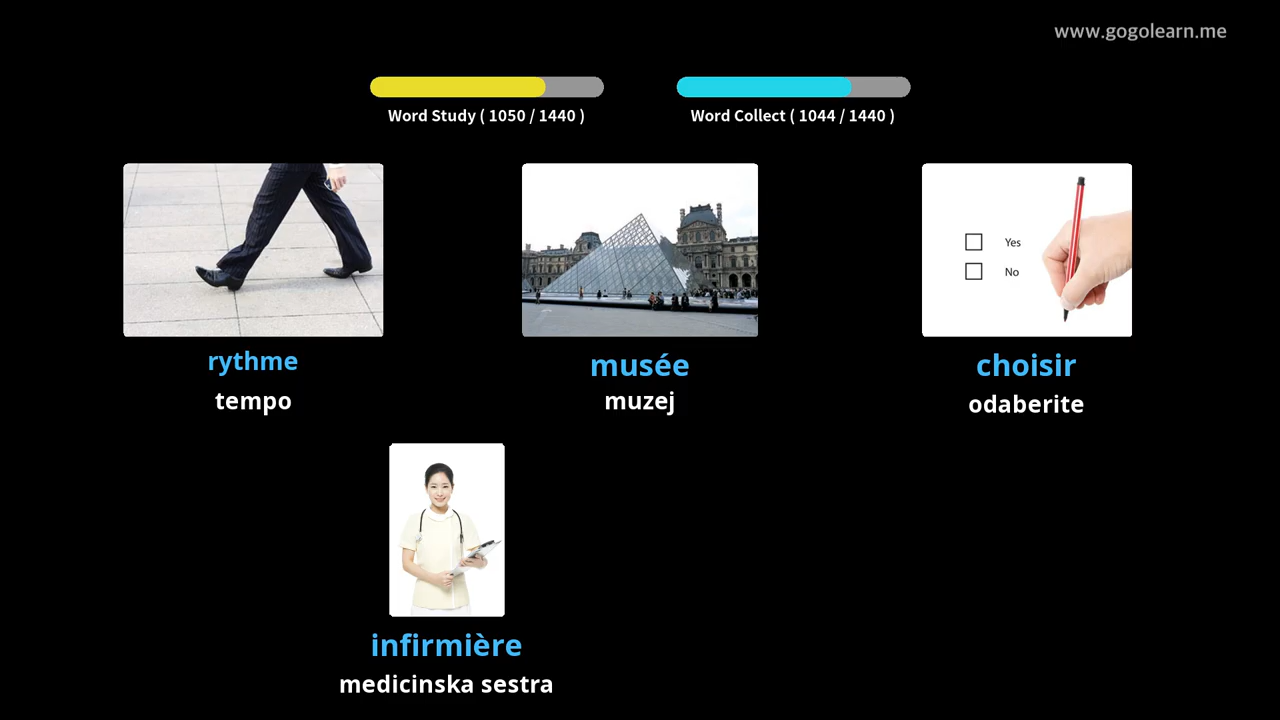 www.gogolearn.me
Word Study ( 1050 / 1440 )
Word Collect ( 1044 / 1440 )
Yes
No
rythme
tempo
musée
muzej
choisir
odaberite
infirmière
medicinska sestra